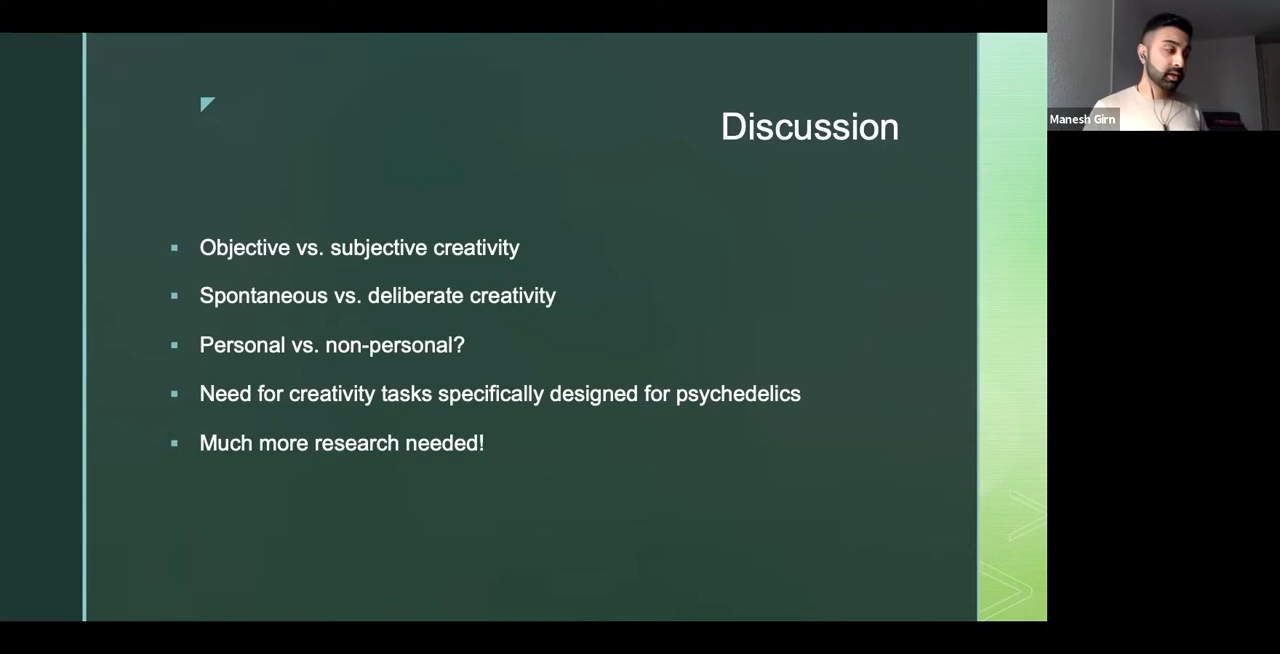 Discussion
Objective vs. subjective creativity
Spontaneous vs. deliberate creativity
Personal vs. non-personal?
Need for creativity tasks specifically designed for psychedelics
Much more research needed!
Manesh Girn